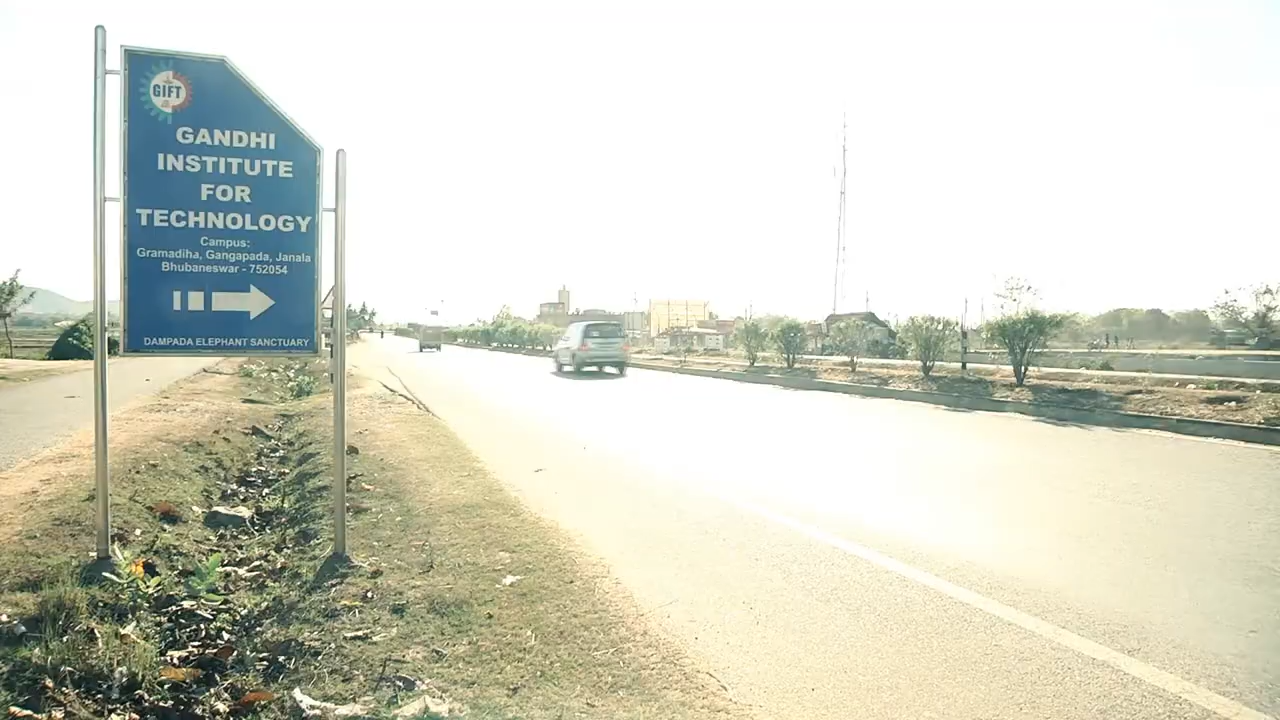 GIFT
GANDHI
INSTITUTE
FOR
TECHNOLOGY
Campus:
Gramadiha, Gangapada, Janala
Bhubaneswar - 752054
DAMPADA ELEPHANT SANCTUARY